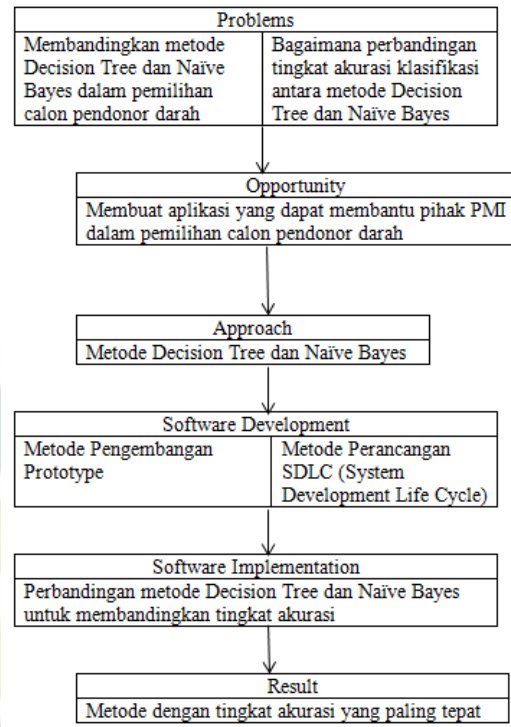 Problems
Membandingkan metode
Decision Tree dan Naïve
Bayes dalam pemilihan
calon pendonor darah
Bagaimana perbandingan
tingkat akurasi klasifikasi
antara metode Decision
Tree dan Naïve Bayes
Opportunity
Membuat aplikasi yang dapat membantu pihak PMI
dalam pemilihan calon pendonor darah
Approach
Metode Decision Tree dan Naïve Bayes
Software Development
Metode Pengembangan
Prototype
Metode Perancangan
SDLC (System
Development Life Cycle)
Software Implementation
Perbandingan metode Decision Tree dan Naïve Bayes
untuk membandingkan tingkat akurasi
Result
Metode dengan tingkat akurasi yang paling tepat